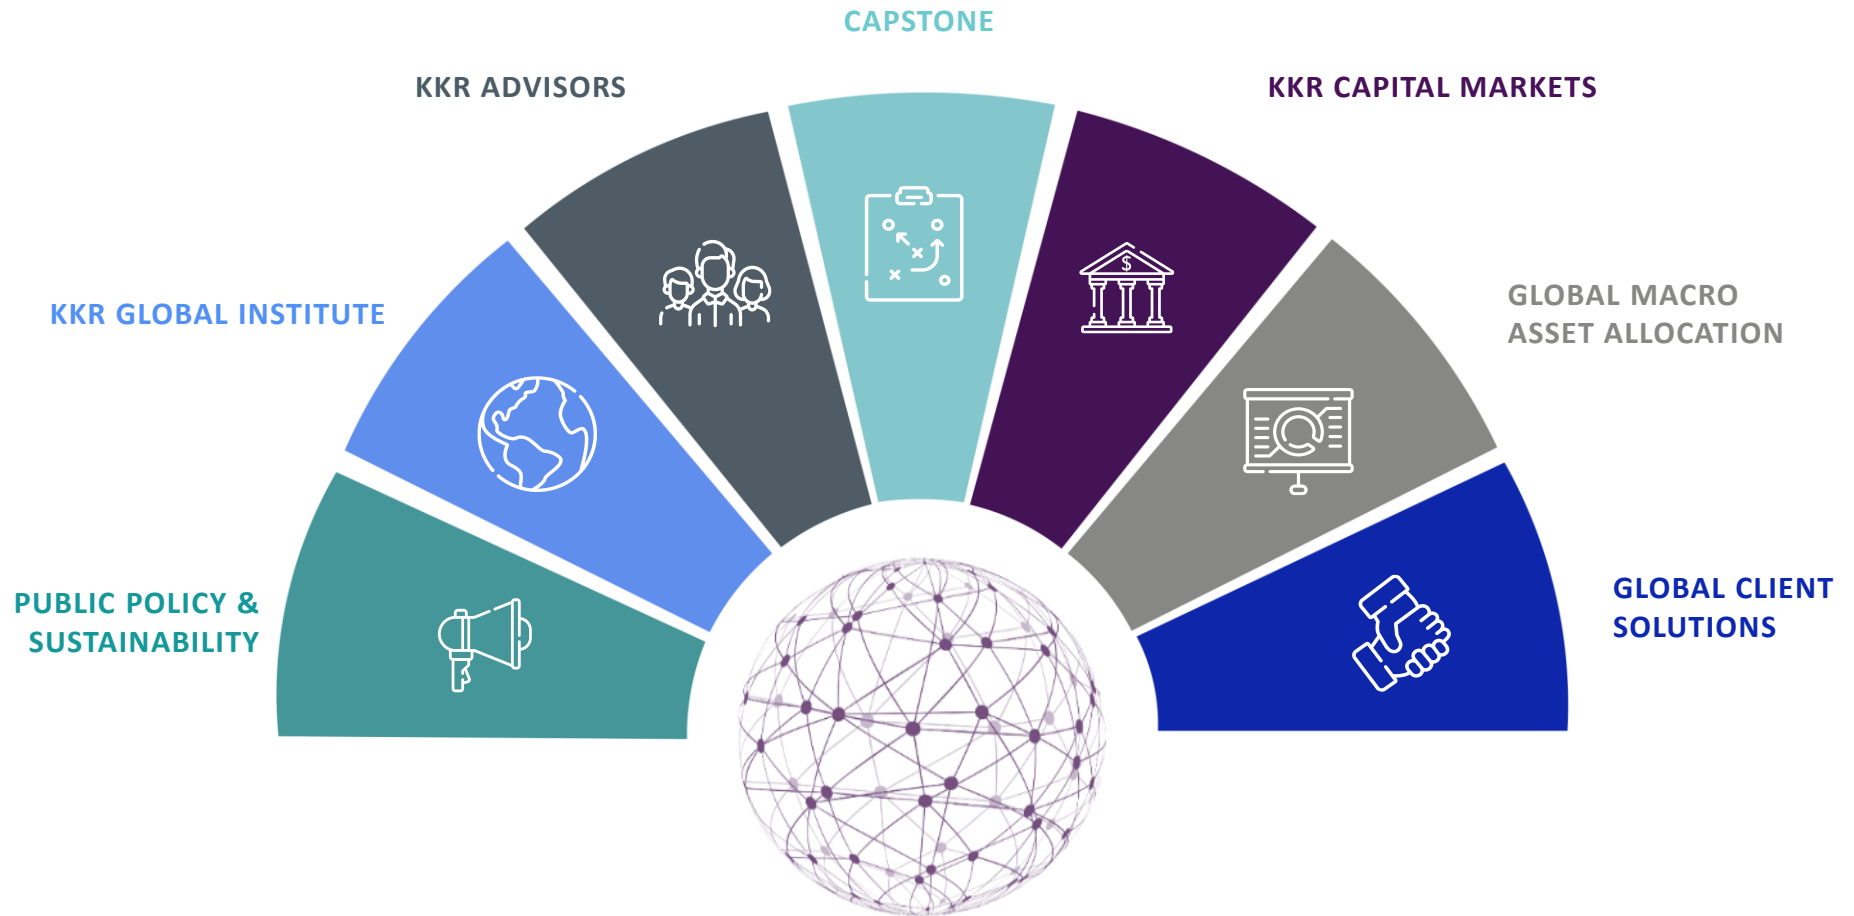 CAPSTONE
KKR ADVISORS
KKR CAPITAL MARKETS
KKR GLOBAL INSTITUTE
GLOBAL MACRO
ASSET ALLOCATION
PUBLIC POLICY &
SUSTAINABILITY
GLOBAL CLIENT
SOLUTIONS
$